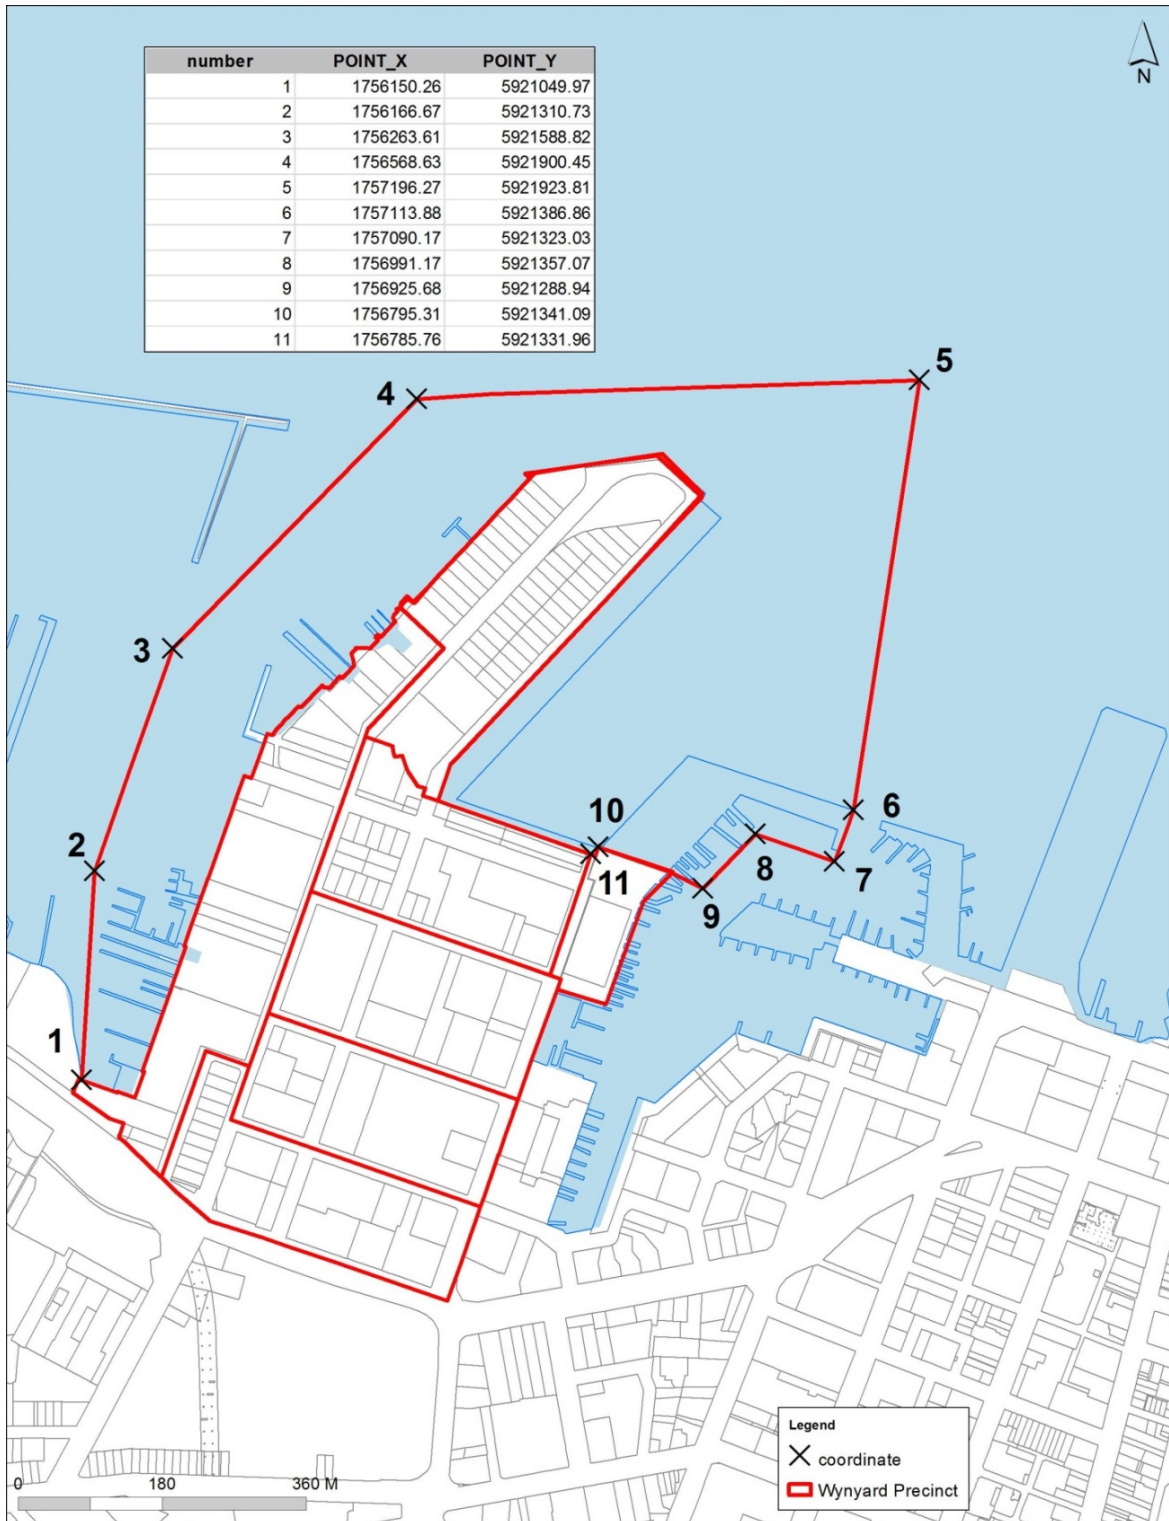 N
number POINT_X POINT_Y
1 1756150.26 5921049.97
2 1756166.67 5921310.73
3 1756263.61 5921588.82
4 1756568.63 5921900.45
5 1757196.27 5921923.81
6 1757113.88 5921386.86
7 1757090.17 5921323.03
8 1756991.17 5921357.07
9 1756925.68 5921288.94
10 1756795.31 5921341.09
11 1756785.76 5921331.96
5
4
3
6
10
2
8
7
11
9
1
Legend
coordinate
Wynyard Precinct
0 180 360 M